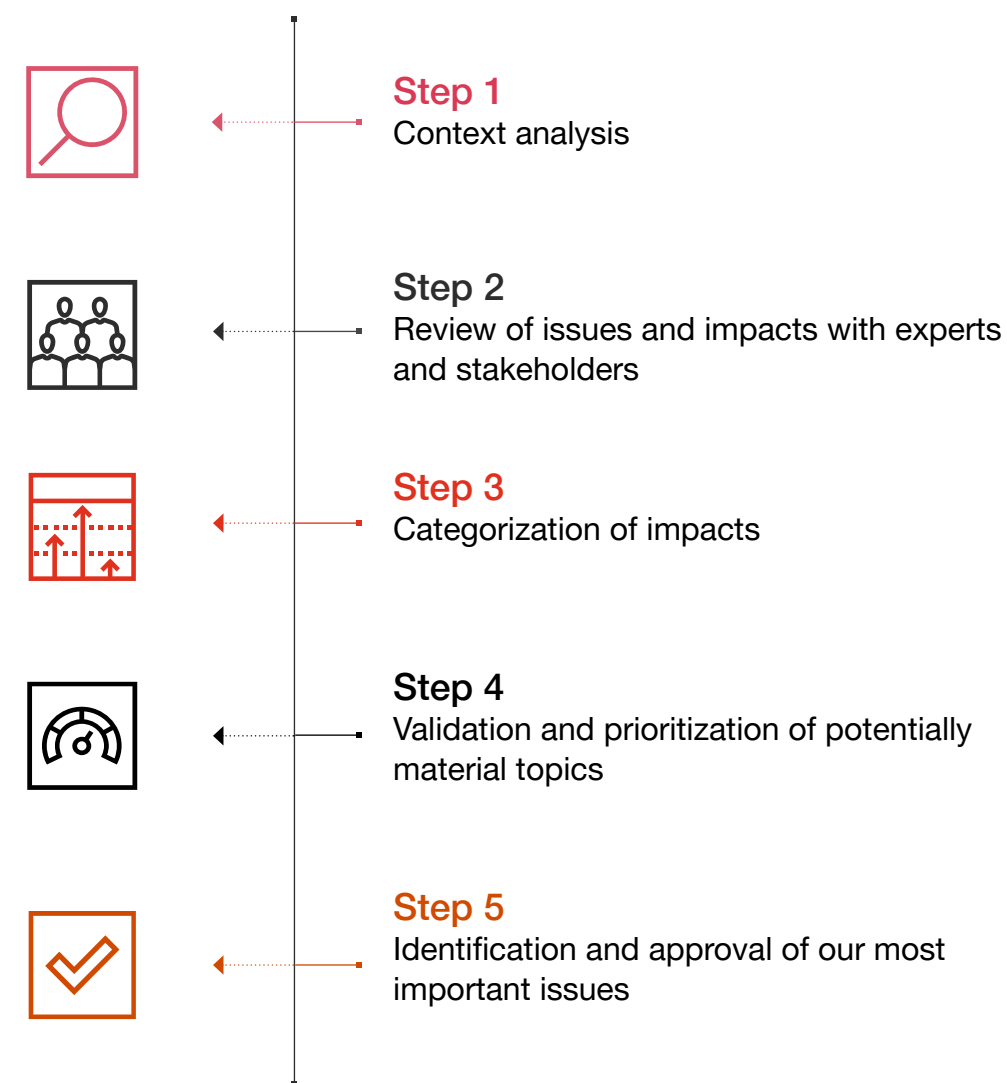 Step 1
Context analysis
Step 2
Review of issues and impacts with experts
and stakeholders
Step 3
Categorization of impacts
Step 4
Validation and prioritization of potentially
material topics
Step 5
Identification and approval of our most
important issues